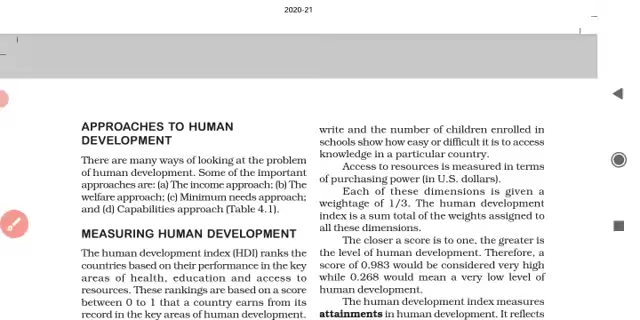 2020-21
APPROACHES TO HUMAN
DEVELOPMENT
There are many ways of looking at the problem
of human development. Some of the important
approaches are: (a) The income approach; (b) The
welfare approach; (c) Minimum needs approach;
and (d) Capabilities approach (Table 4.1).
MEASURING HUMAN DEVELOPMENT
The human development index (HDI) ranks the
countries based on their performance in the key
areas of health, education and access to
resources. These rankings are based on a score
between 0 to 1 that a country earns from its
record in the key areas of human development.
write and the number of children enrolled in
schools show how easy or difficult it is to access
knowledge in a particular country.
Access to resources is measured in terms
of purchasing power (in U.S. dollars).
Each of these dimensions is given a
weightage of 1/3. The human development
index is a sum total of the weights assigned to
all these dimensions.
The closer a score is to one, the greater is
the level of human development. Therefore, a
score of 0.983 would be considered very high
while 0.268 would mean a very low level of
human development.
The human development index measures
attainments in human development. It reflects